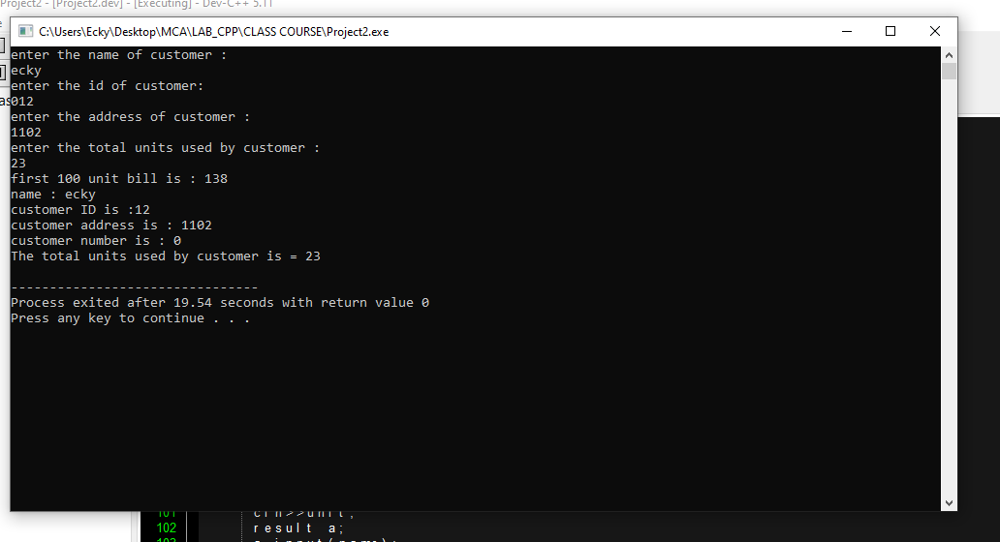 Project2 - [Project2.dev] - [Executing] - Dev-C++ 5.11
C:\Users\Ecky\Desktop\MCA\LAB_CPP\CLASS COURSE\Project2.exe
enter the name of customer :
ecky
enter the id of customer:
012
enter the address of customer :
1102
enter the total units used by customer :
23
first 100 unit bill is : 138
name : ecky
customer ID is :12
customer address is : 1102
customer number is : 0
The total units used by customer is = 23
--------------------------------
Process exited after 19.54 seconds with return value 0
Press any key to continue . . .
101 cin>>unit;
102 result a;
103